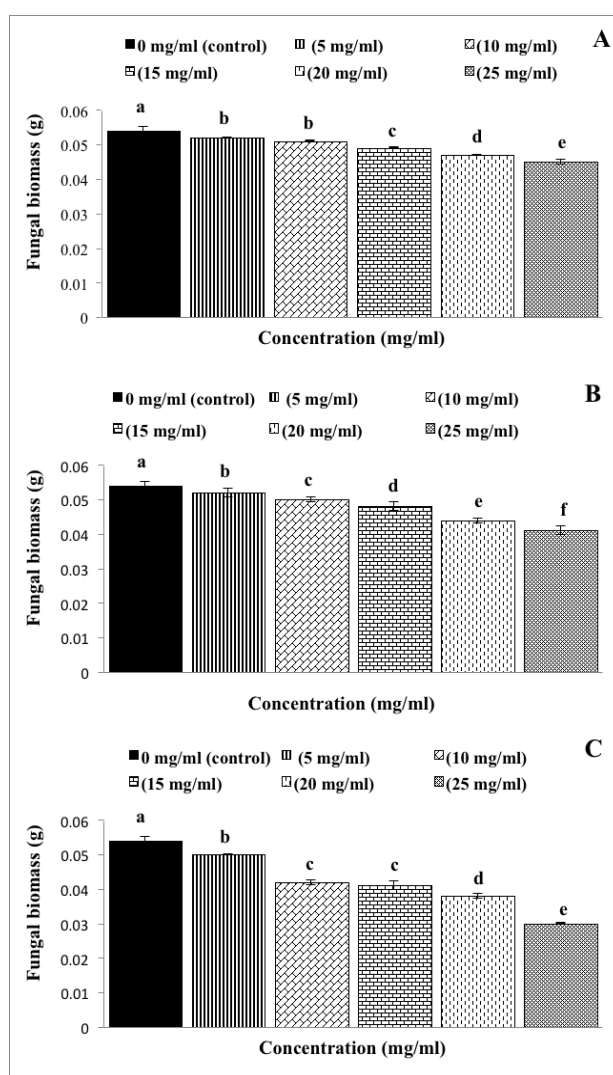 A
0 mg/ml (control) (5 mg/ml) (10 mg/ml)
(15 mg/ml) (20 mg/ml) (25 mg/ml)
Fungal biomass (g)
0.06
0.05
0.04
0.03
0.02
0.01
0
a b b c d e
Concentration (mg/ml)
B
0 mg/ml (control) (5 mg/ml) (10 mg/ml)
(15 mg/ml) (20 mg/ml) (25 mg/ml)
Fungal biomass (g)
0.06
0.05
0.04
0.03
0.02
0.01
0
a b c d e f
Concentration (mg/ml)
C
0 mg/ml (control) (5 mg/ml) (10 mg/ml)
(15 mg/ml) (20 mg/ml) (25 mg/ml)
Fungal biomass (g)
0.06
0.05
0.04
0.03
0.02
0.01
0
a b c c d e
Concentration (mg/ml)